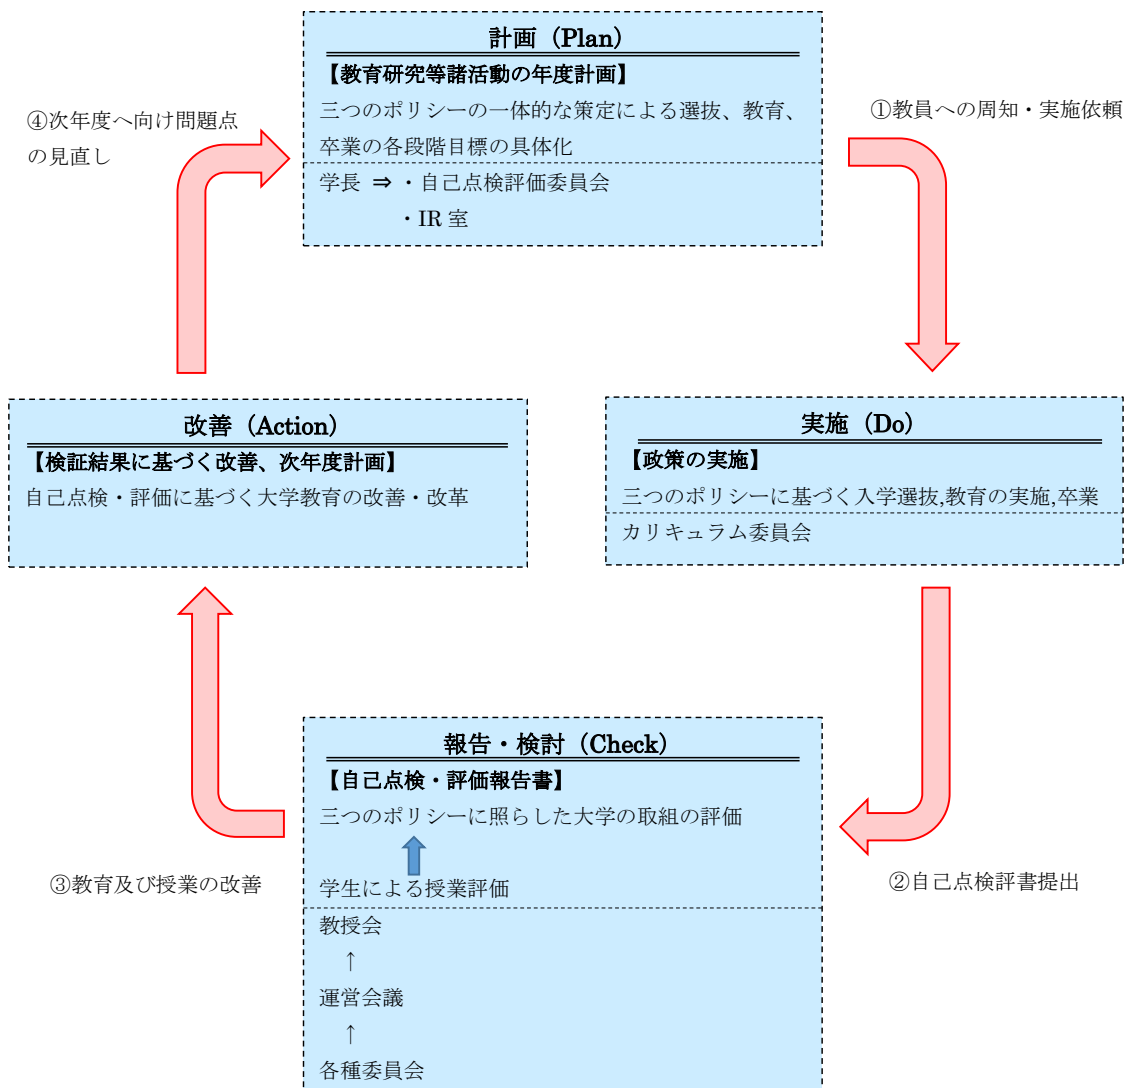 計画（Plan）
【教育研究等諸活動の年度計画】
三つのポリシーの一体的な策定による選抜、教育、
卒業の各段階目標の具体化
学長 ⇒ ・自己点検評価委員会
・IR 室
①教員への周知・実施依頼
実施（Do）
【政策の実施】
三つのポリシーに基づく入学選抜,教育の実施,卒業
カリキュラム委員会
②自己点検評書提出
報告・検討（Check）
【自己点検・評価報告書】
三つのポリシーに照らした大学の取組の評価
学生による授業評価
教授会
↑
運営会議
↑
各種委員会
③教育及び授業の改善
改善（Action）
【検証結果に基づく改善、次年度計画】
自己点検・評価に基づく大学教育の改善・改革
④次年度へ向け問題点
の見直し